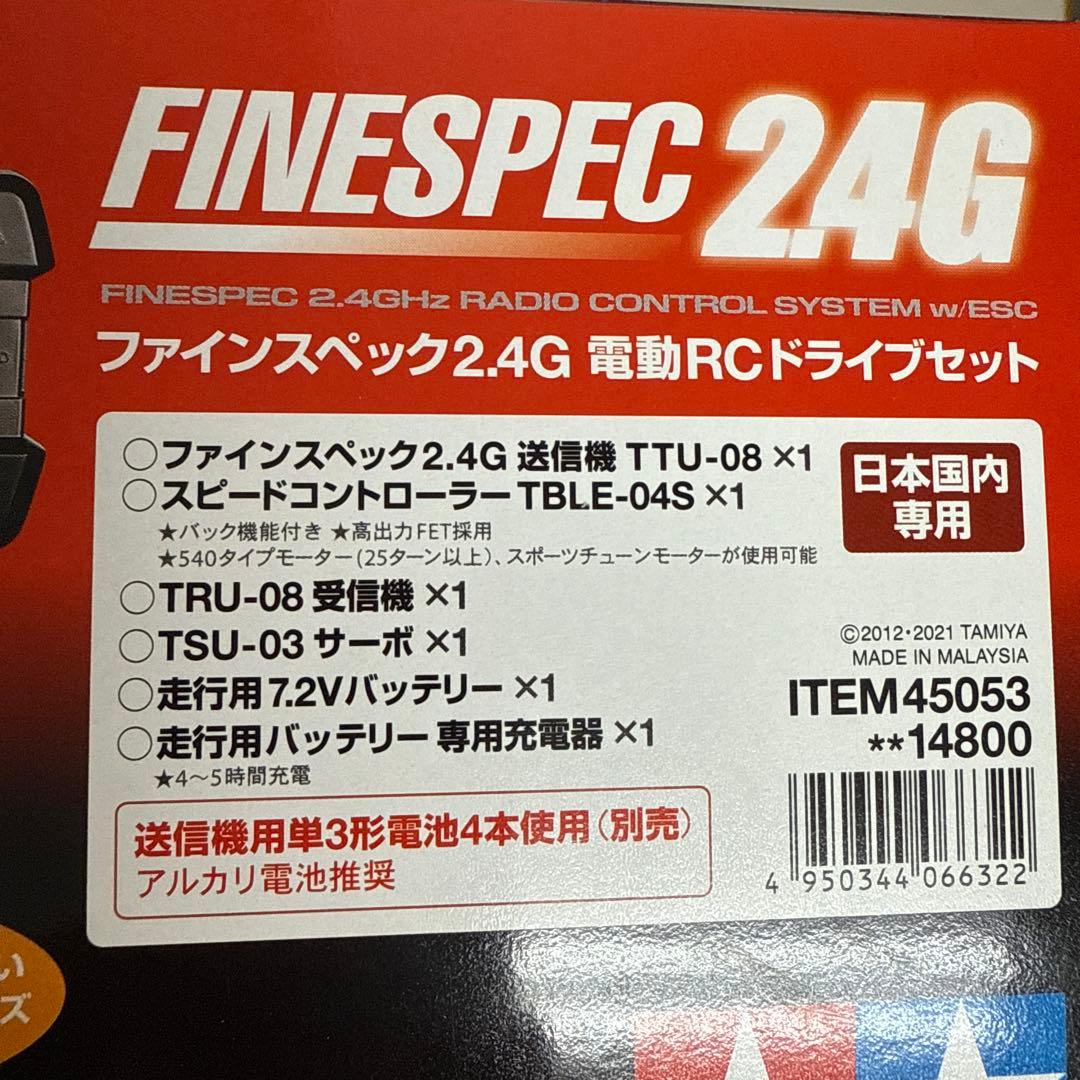 FINESPEC 2.4G
FINESPEC 2.4GHz RADIO CONTROL SYSTEM w/ESC
ファインスペック2.4G 電動RCドライブセット
○ファインスペック2.4G 送信機 TTU-08 ×1
○スピードコントローラー TBLE-04S ×1
★バック機能付き ★高出力FET採用
★540タイプモーター(25ターン以上)、スポーツチューンモーターが使用可能
○TRU-08 受信機 ×1
○TSU-03 サーボ ×1
○走行用7.2Vバッテリー ×1
○走行用バッテリー 専用充電器 ×1
★4〜5時間充電
送信機用単3形電池4本使用(別売)
アルカリ電池推奨
日本国内
専用
©2012・2021 TAMIYA
MADE IN MALAYSIA
ITEM 45053
**14800
4 950344 066322
い
ズ